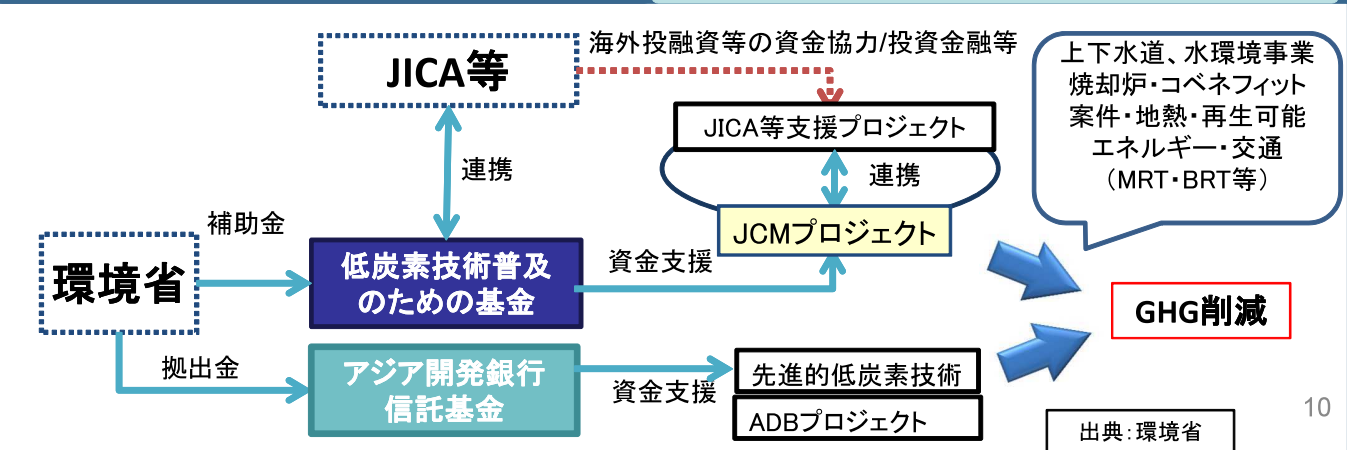 海外投融資等の資金協力/投資金融等
JICA等
上下水道、水環境事業
焼却炉・コベネフィット
案件・地熱・再生可能
エネルギー・交通
（MRT・BRT等）
JICA等支援プロジェクト
連携
連携
補助金
JCMプロジェクト
環境省
低炭素技術普及
のための基金
資金支援
GHG削減
拠出金
アジア開発銀行
信託基金
資金支援
先進的低炭素技術
ADBプロジェクト
出典：環境省
10